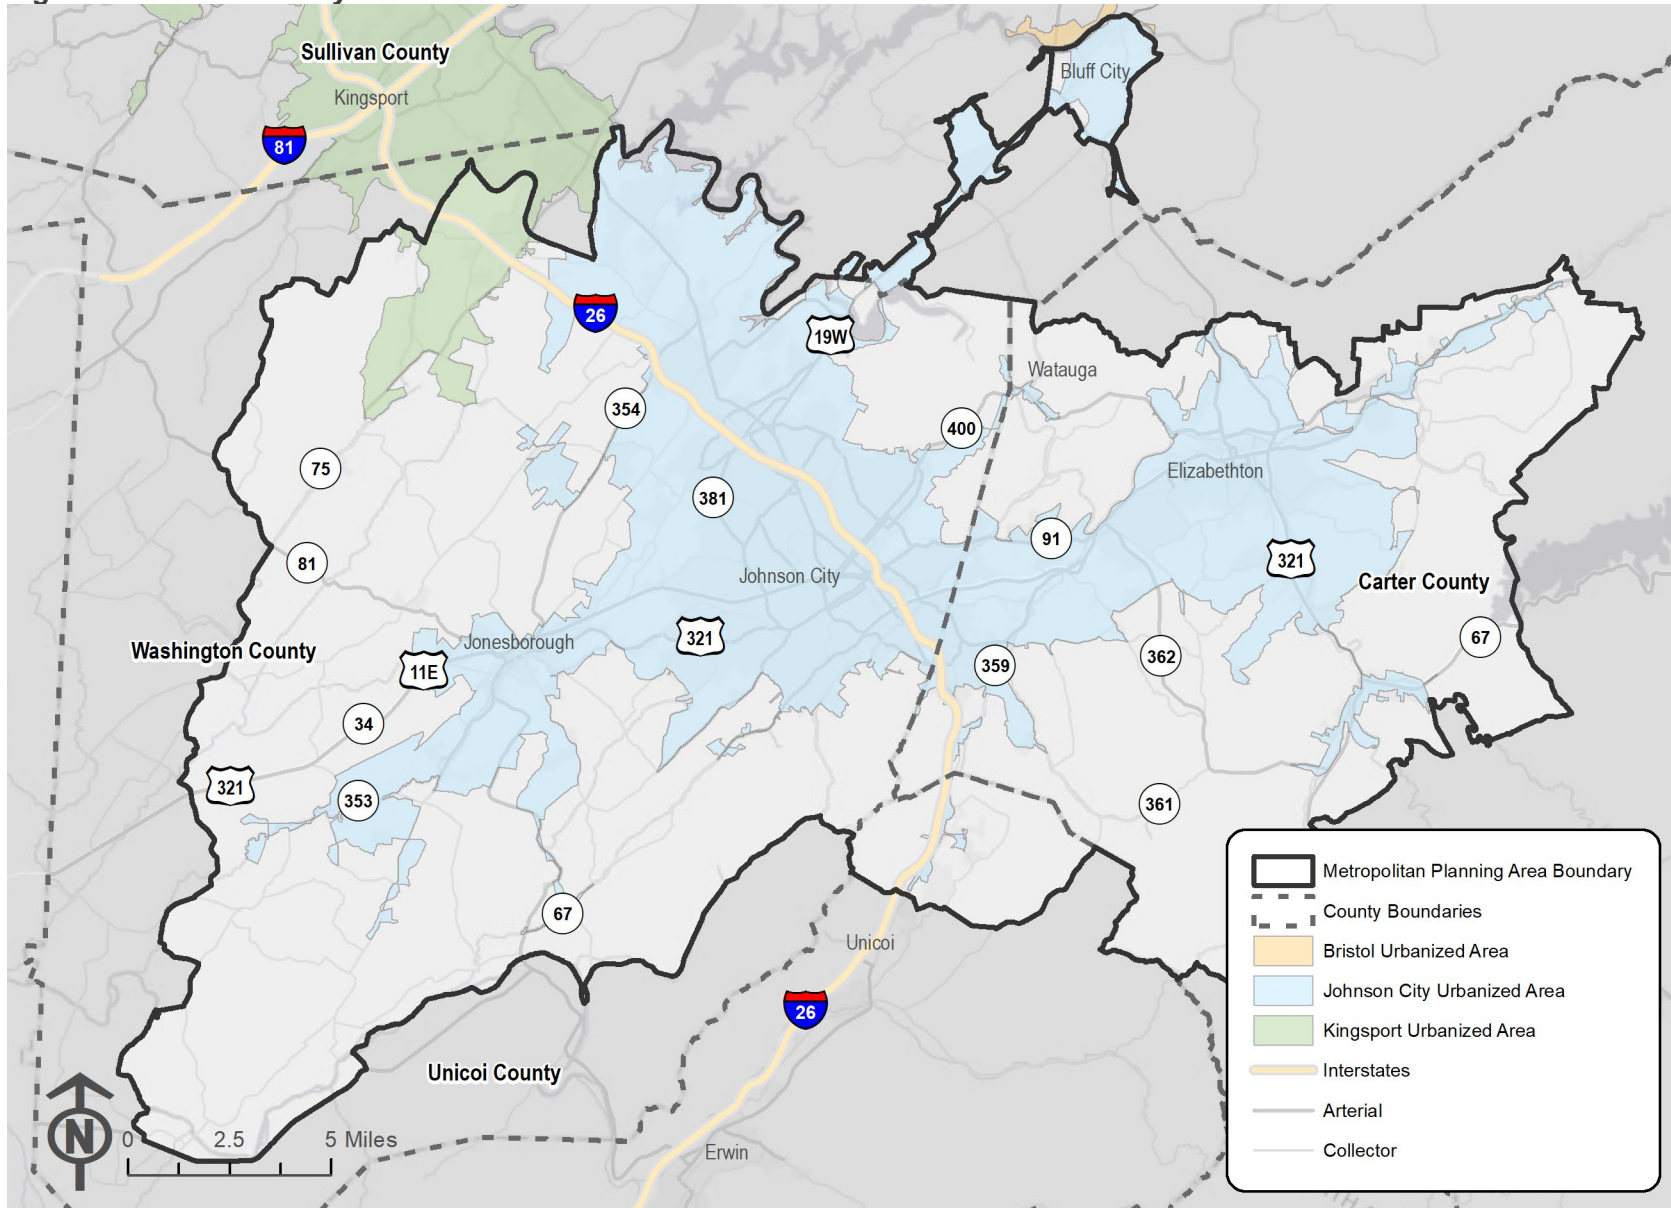 Sullivan County
Bluff City
Kingsport
81
26
19W
Watauga
354
400
75
Elizabethton
381
91
81
321
Johnson City
Carter County
321
Jonesborough
67
Washington County
362
359
11E
34
321
353
361
67
Unicoi
26
Unicoi County
Erwin
N
0 2.5 5 Miles
Metropolitan Planning Area Boundary
County Boundaries
Bristol Urbanized Area
Johnson City Urbanized Area
Kingsport Urbanized Area
Interstates
Arterial
Collector